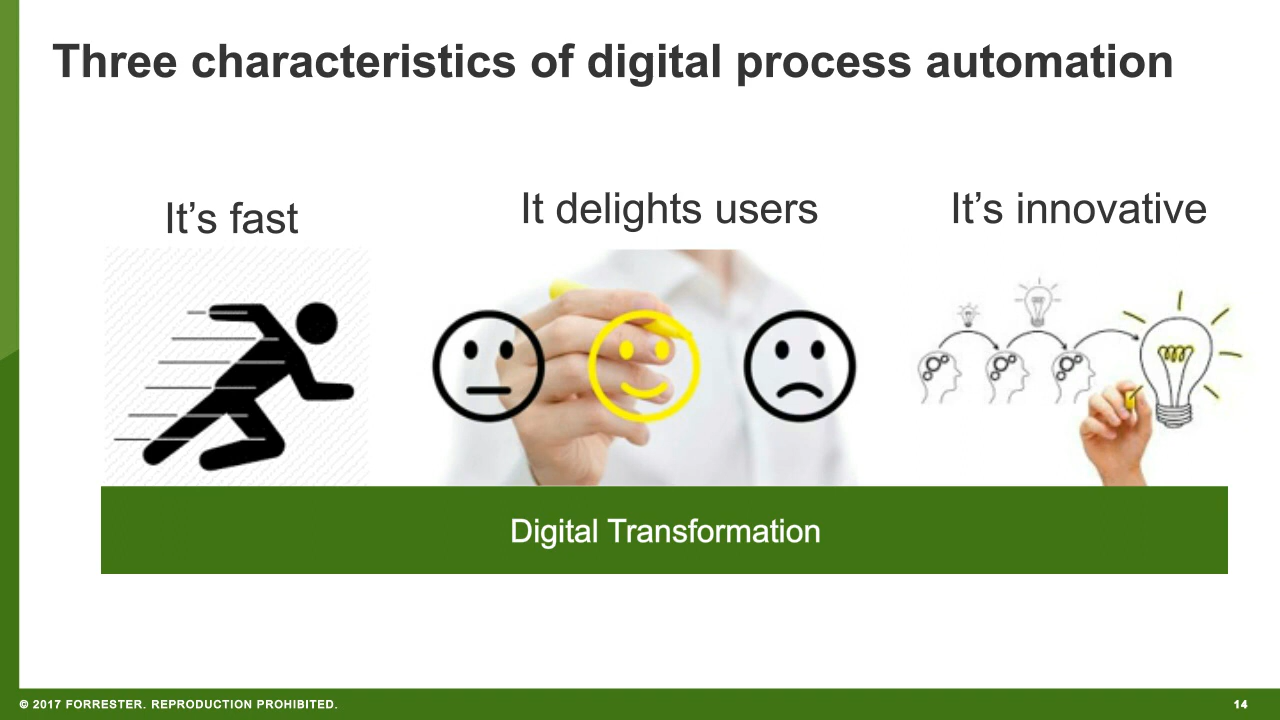 Three characteristics of digital process automation
It’s fast
It delights users
It’s innovative
Digital Transformation
© 2017 FORRESTER. REPRODUCTION PROHIBITED.
14